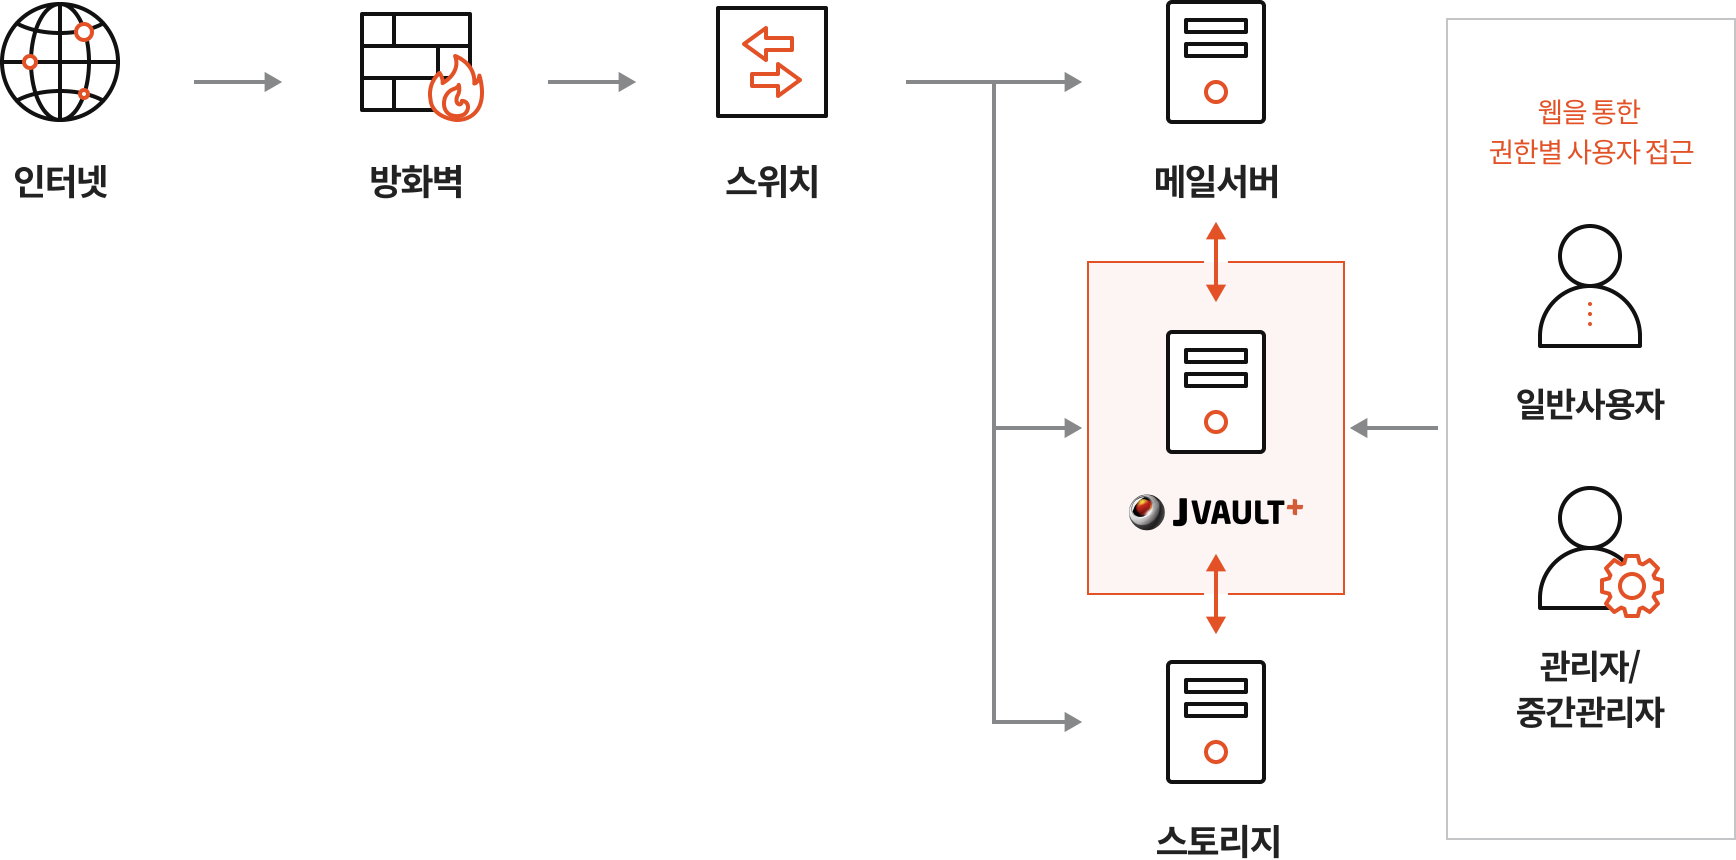 인터넷
방화벽
스위치
메일서버
JVAULT+
스토리지
웹을 통한
권한별 사용자 접근
일반사용자
관리자/
중간관리자